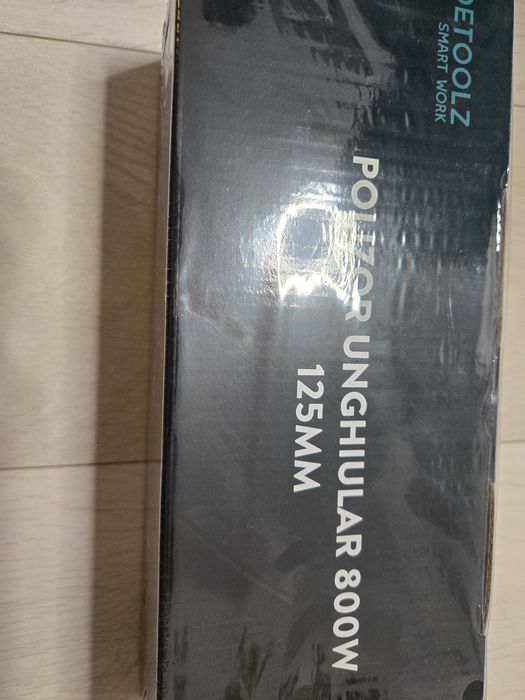 DETOOLZ
SMART WORK
POLIZOR UNGHIULAR 800W
125MM